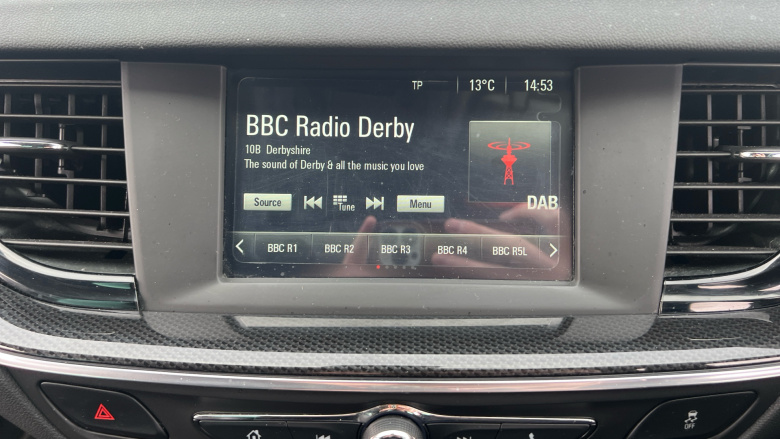 TP 13°C 14:53
BBC Radio Derby
10B Derbyshire
The sound of Derby & all the music you love
DAB
Source Tune Menu
BBC R1 BBC R2 BBC R3 BBC R4 BBC R5L
OFF